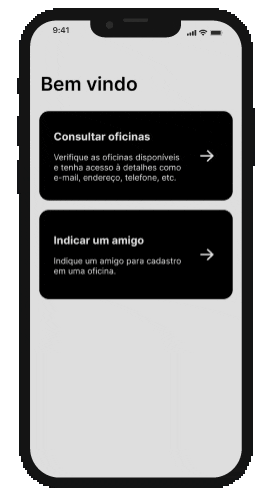 9:41
Bem vindo
Consultar oficinas
Verifique as oficinas disponíveis
e tenha acesso à detalhes como
e-mail, endereço, telefone, etc.
Indicar um amigo
Indique um amigo para cadastro
em uma oficina.